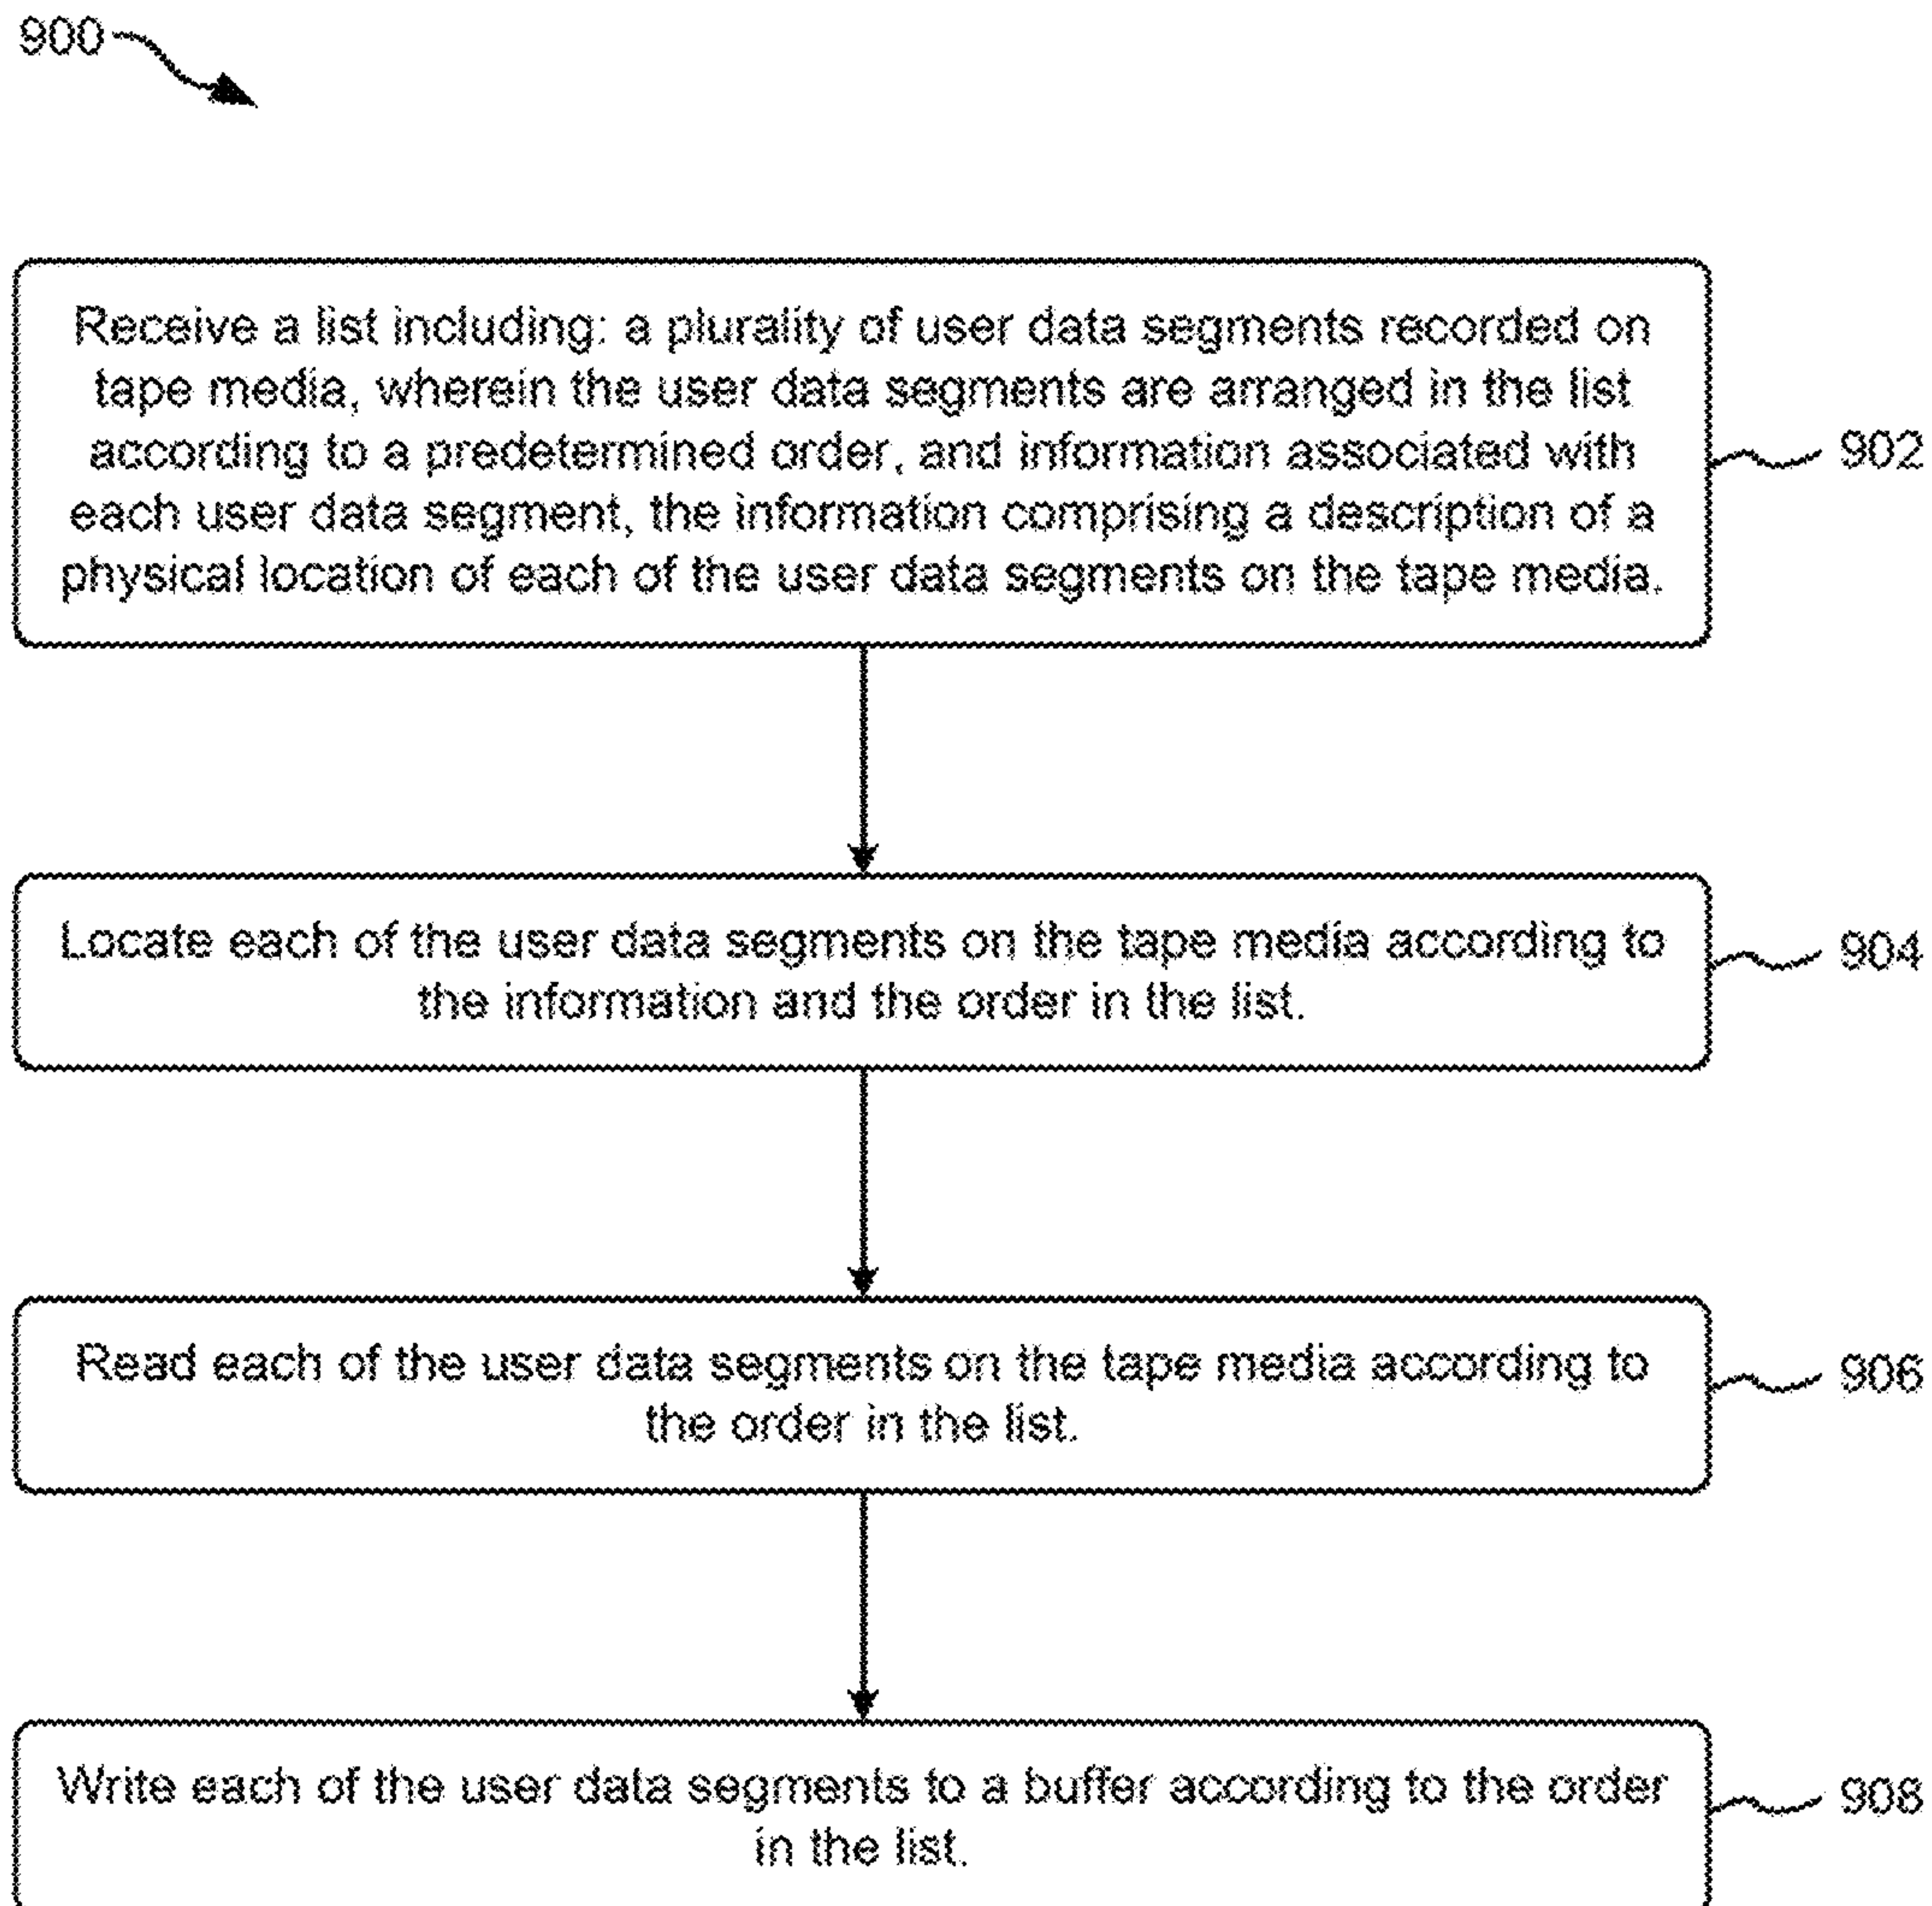 900
Receive a list including: a plurality of user data segments recorded on
tape media, wherein the user data segments are arranged in the list
according to a predetermined order, and information associated with
each user data segment, the information comprising a description of a
physical location of each of the user data segments on the tape media.
902
Locate each of the user data segments on the tape media according to
the information and the order in the list.
904
Read each of the user data segments on the tape media according to
the order in the list.
906
Write each of the user data segments to a buffer according to the order
in the list.
908